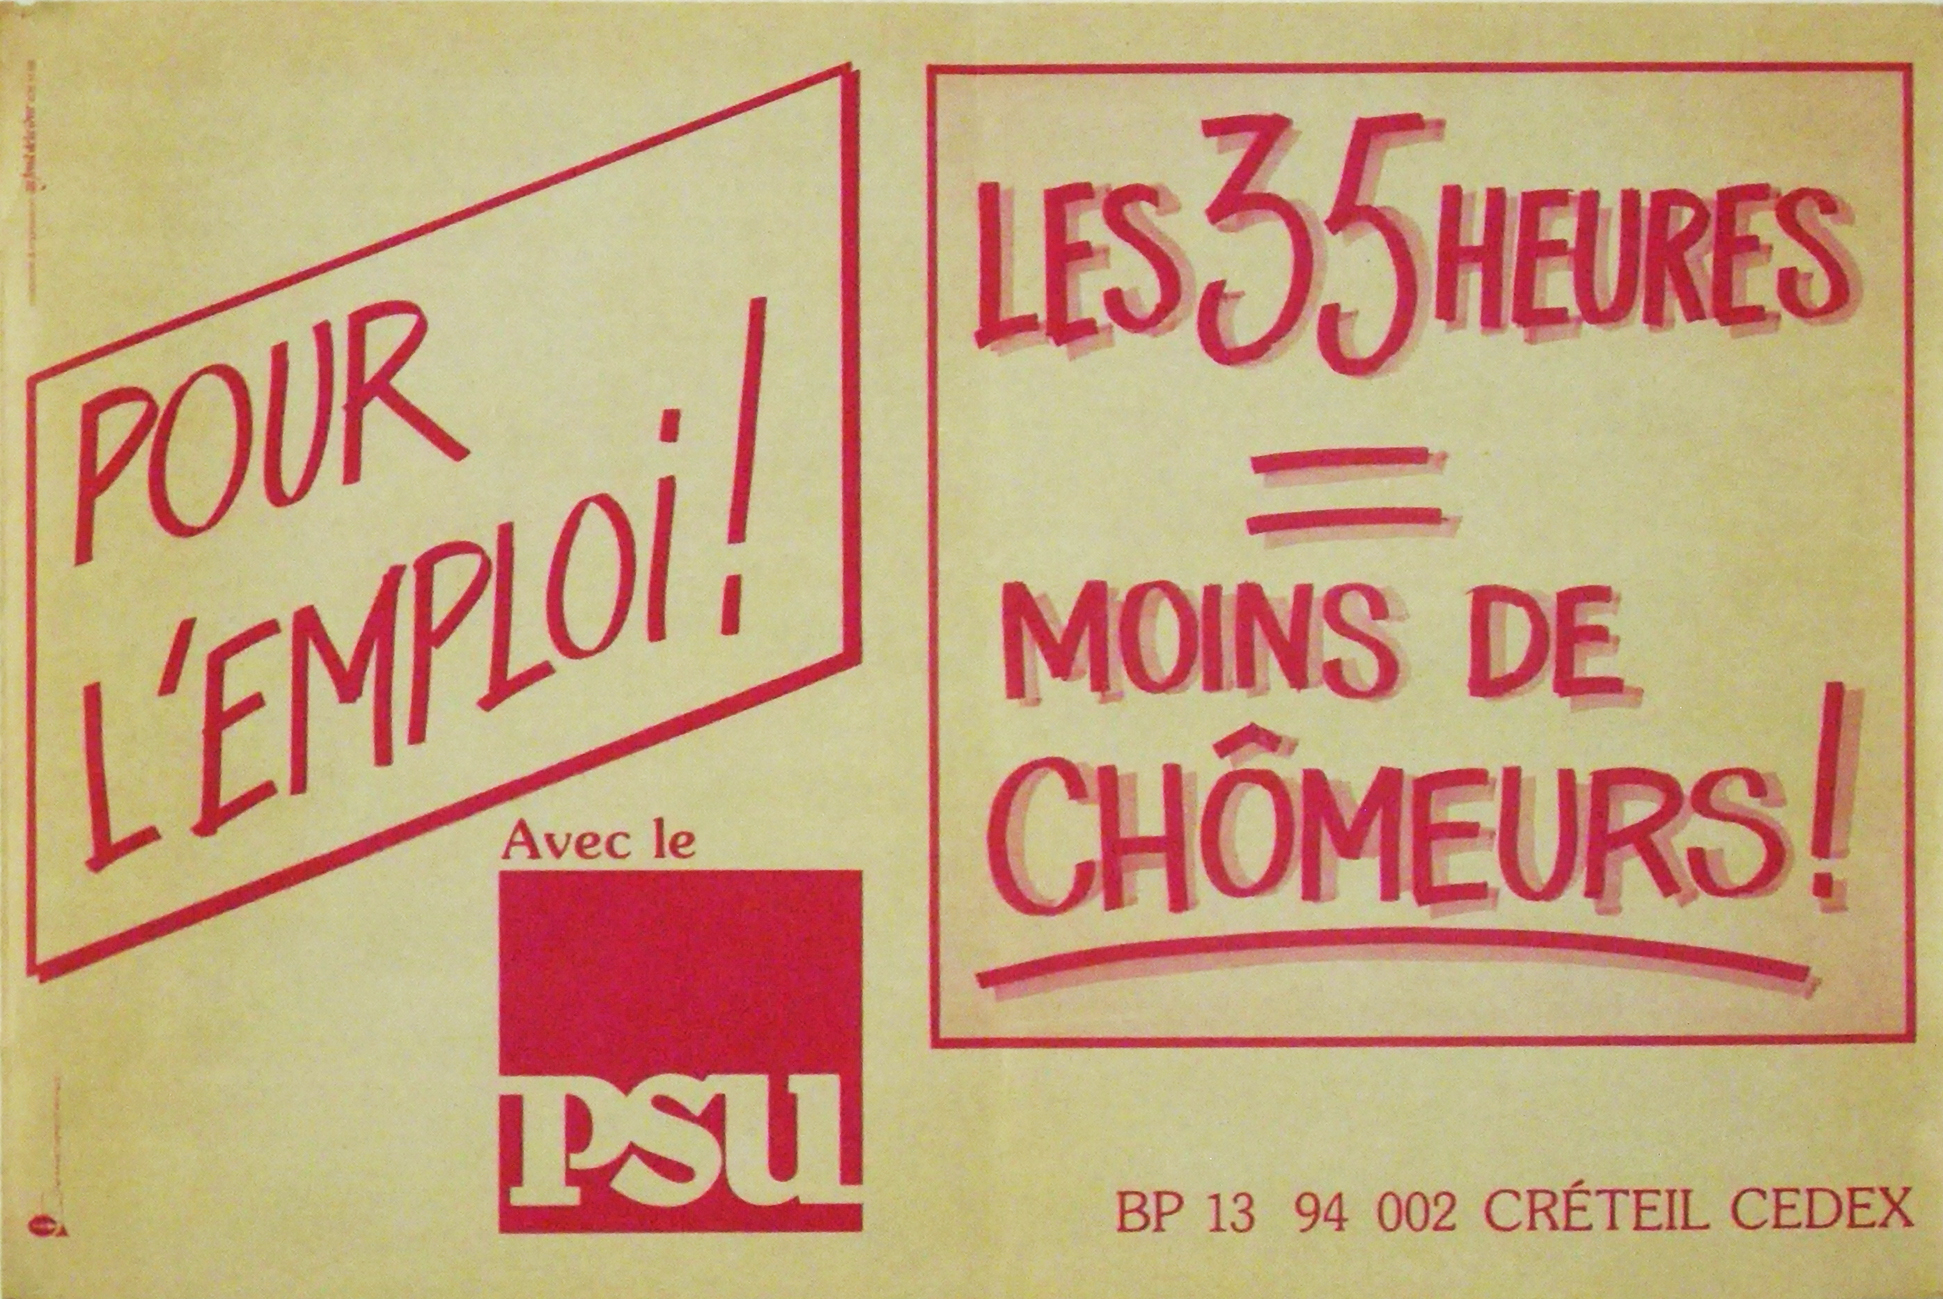 POUR
L'EMPLOi!
Avec le
psu
LES 35 HEURES
=
MOINS DE
CHÔMEURS!
BP 13 94 002 CRÉTEIL CEDEX